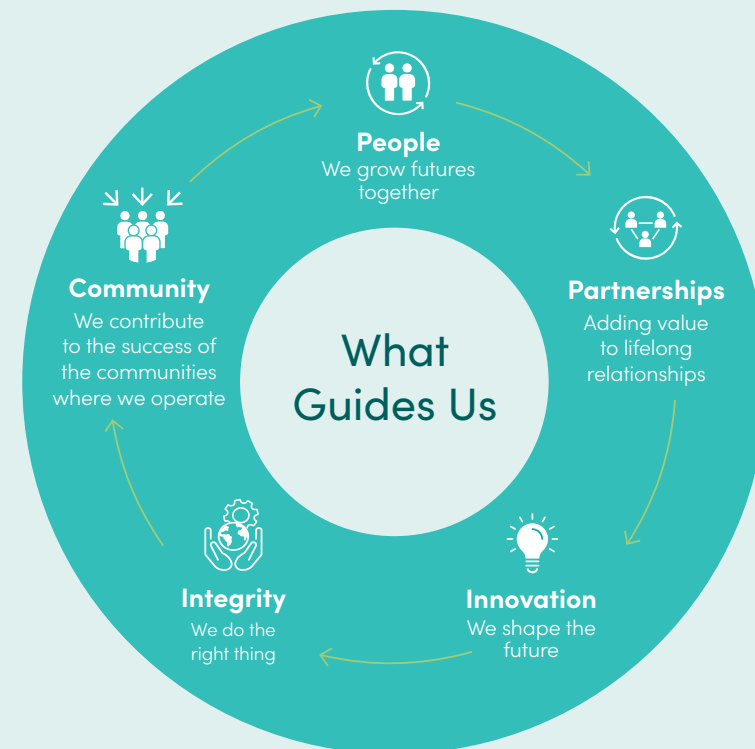 People
We grow futures
together
Partnerships
Adding value
to lifelong
relationships
Innovation
We shape the
future
Integrity
We do the
right thing
Community
We contribute
to the success of
the communities
where we operate
What
Guides Us